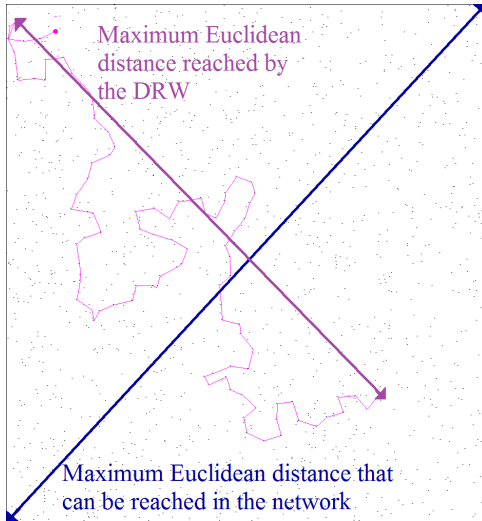 Maximum Euclidean
distance reached by
the DRW
Maximum Euclidean distance that
can be reached in the network